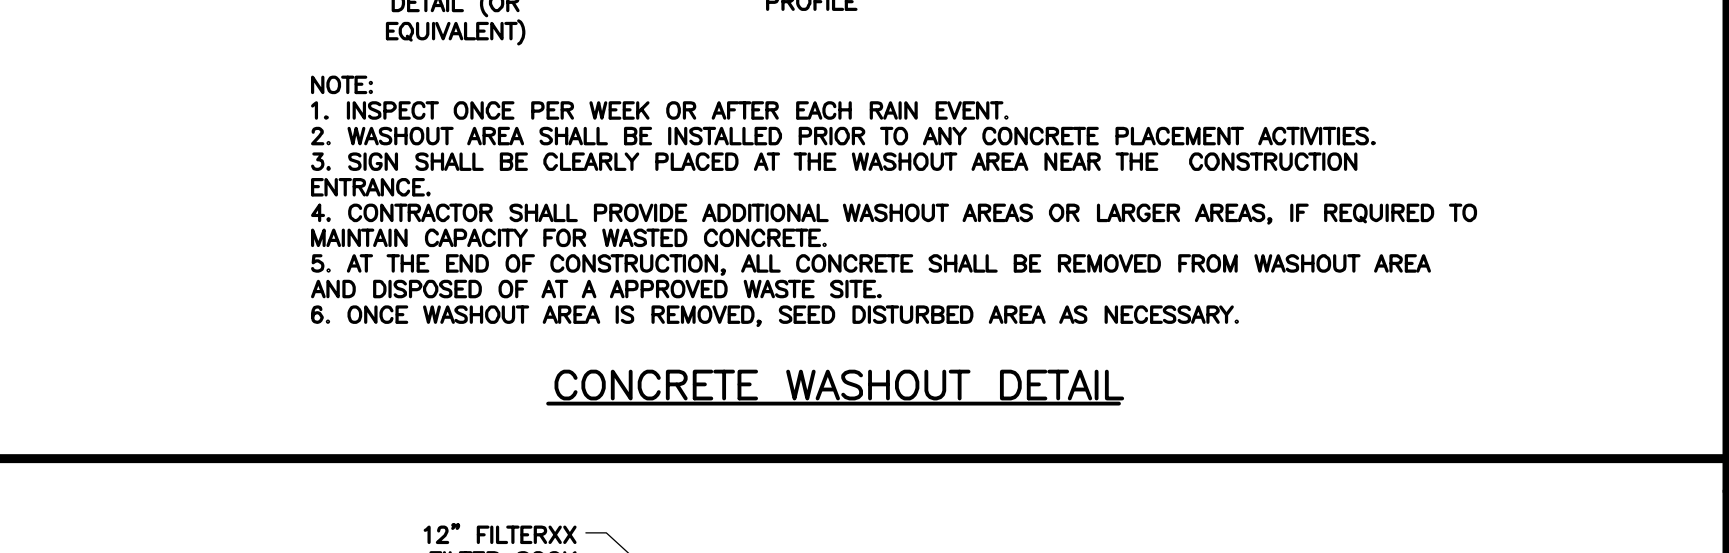 DETAIL (OR
EQUIVALENT)
PROFILE
NOTE:
1. INSPECT ONCE PER WEEK OR AFTER EACH RAIN EVENT.
2. WASHOUT AREA SHALL BE INSTALLED PRIOR TO ANY CONCRETE PLACEMENT ACTIVITIES.
3. SIGN SHALL BE CLEARLY PLACED AT THE WASHOUT AREA NEAR THE CONSTRUCTION
ENTRANCE.
4. CONTRACTOR SHALL PROVIDE ADDITIONAL WASHOUT AREAS OR LARGER AREAS, IF REQUIRED TO
MAINTAIN CAPACITY FOR WASTED CONCRETE.
5. AT THE END OF CONSTRUCTION, ALL CONCRETE SHALL BE REMOVED FROM WASHOUT AREA
AND DISPOSED OF AT A APPROVED WASTE SITE.
6. ONCE WASHOUT AREA IS REMOVED, SEED DISTURBED AREA AS NECESSARY.
CONCRETE WASHOUT DETAIL
12" FILTERXX